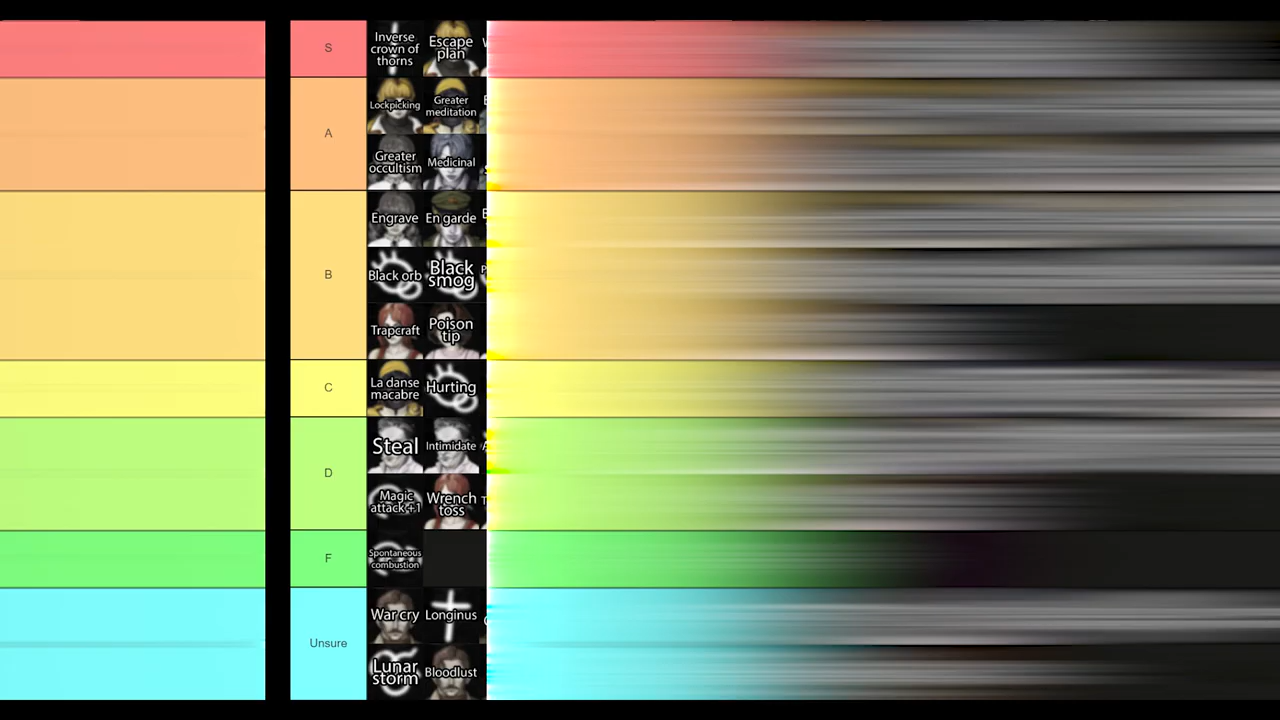 S
Inverse
crown of
thorns
Escape
plan
A
Lockpicking
Greater
meditation
Greater
occultism
Medicinal
B
Engrave
En garde
Black orb
Black
smog
Trapcraft
Poison
tip
C
La danse
macabre
Hurting
D
Steal
Intimidate
Magic
attack +1
Wrench
toss
F
Spontaneous
combustion
Unsure
War cry
Longinus
Lunar
storm
Bloodlust